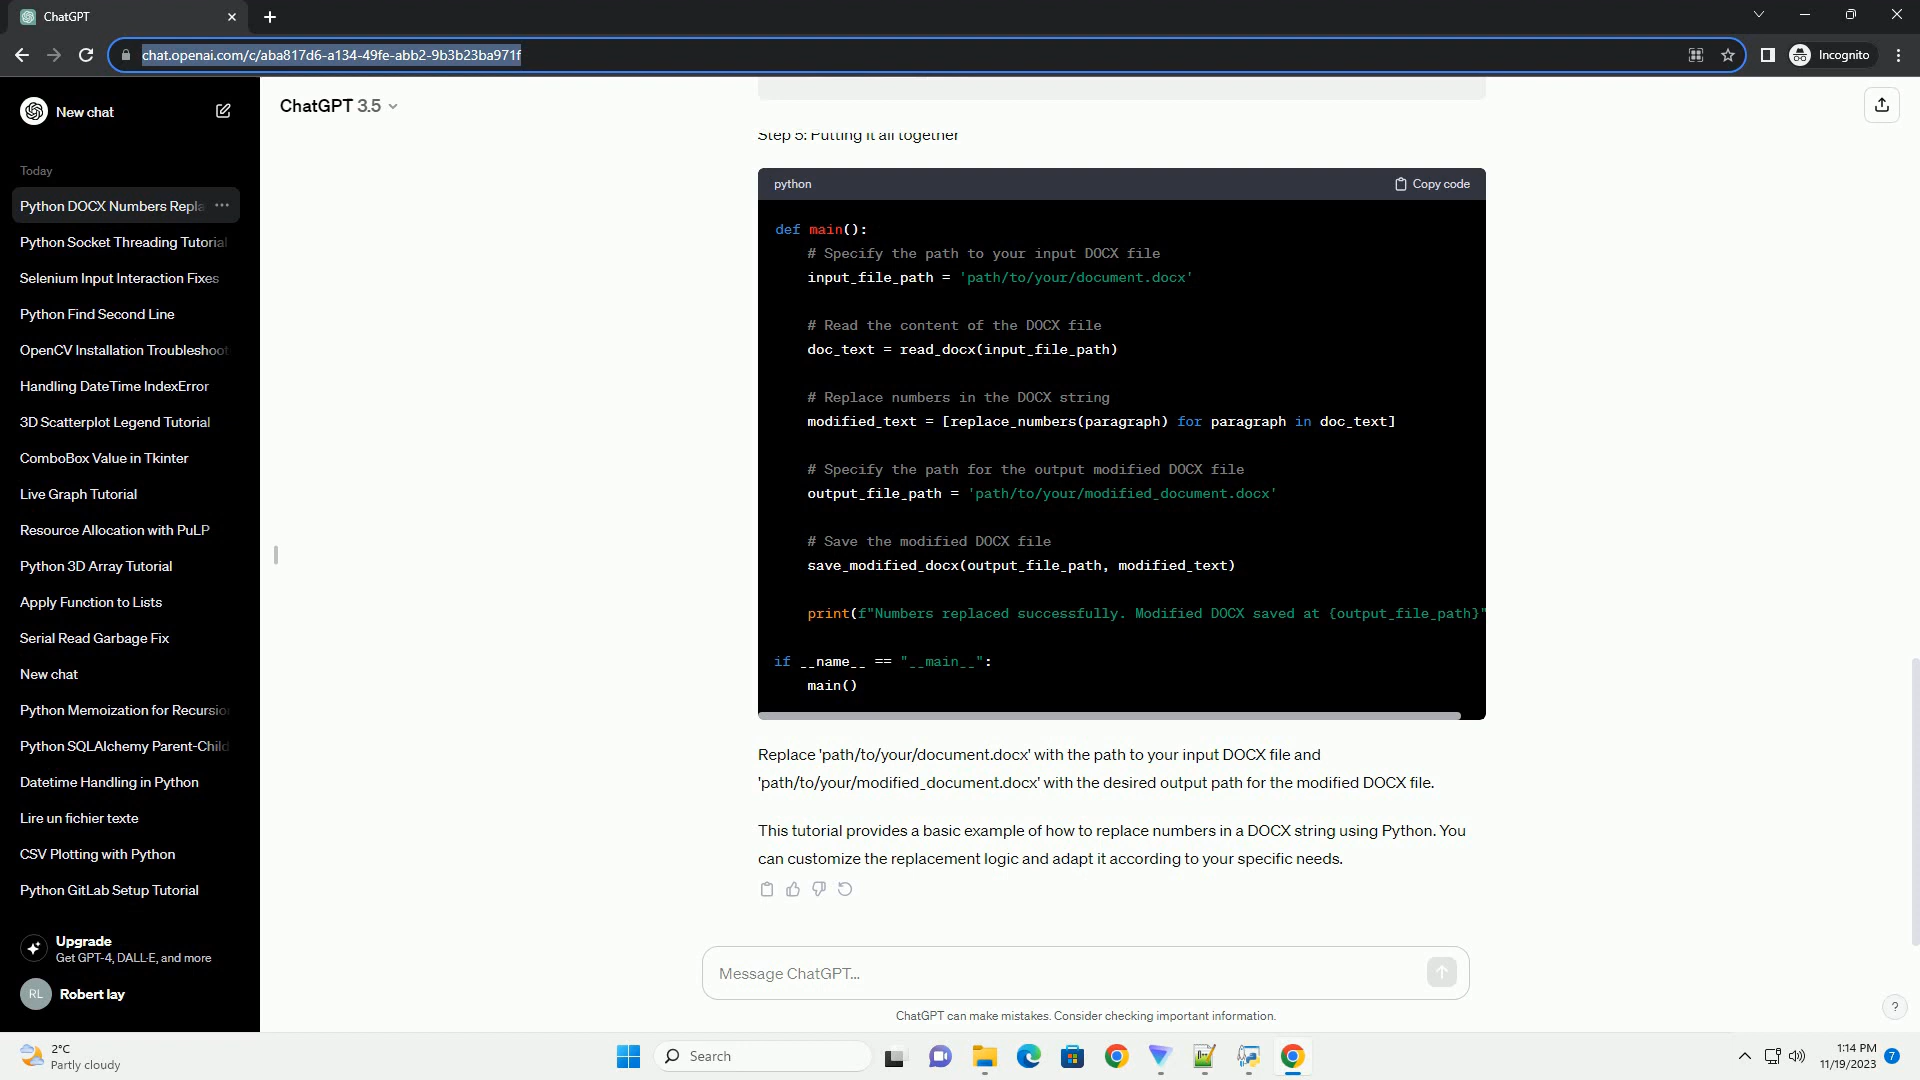 ChatGPT
chat.openai.com/c/aba817d6-a134-49fe-abb2-9b3b23ba971f
Incognito
New chat
Today
Python DOCX Numbers Repla
Python Socket Threading Tutorial
Selenium Input Interaction Fixes
Python Find Second Line
OpenCV Installation Troubleshoot
Handling DateTime IndexError
3D Scatterplot Legend Tutorial
ComboBox Value in Tkinter
Live Graph Tutorial
Resource Allocation with PuLP
Python 3D Array Tutorial
Apply Function to Lists
Serial Read Garbage Fix
New chat
Python Memoization for Recursion
Python SQLAlchemy Parent-Child
Datetime Handling in Python
Lire un fichier texte
CSV Plotting with Python
Python GitLab Setup Tutorial
Upgrade
Get GPT-4, DALL·E, and more
RL
Robert lay
ChatGPT 3.5
Step 5: Putting it all together
python
Copy code
def main():
    # Specify the path to your input DOCX file
    input_file_path = 'path/to/your/document.docx'
    # Read the content of the DOCX file
    doc_text = read_docx(input_file_path)
    # Replace numbers in the DOCX string
    modified_text = [replace_numbers(paragraph) for paragraph in doc_text]
    # Specify the path for the output modified DOCX file
    output_file_path = 'path/to/your/modified_document.docx'
    # Save the modified DOCX file
    save_modified_docx(output_file_path, modified_text)
    print(f"Numbers replaced successfully. Modified DOCX saved at {output_file_path}"
if __name__ == "__main__":
    main()
Replace 'path/to/your/document.docx' with the path to your input DOCX file and
'path/to/your/modified_document.docx' with the desired output path for the modified DOCX file.
This tutorial provides a basic example of how to replace numbers in a DOCX string using Python. You
can customize the replacement logic and adapt it according to your specific needs.
Message ChatGPT...
ChatGPT can make mistakes. Consider checking important information.
?
2°C
Partly cloudy
Search
1:14 PM
11/19/2023
7